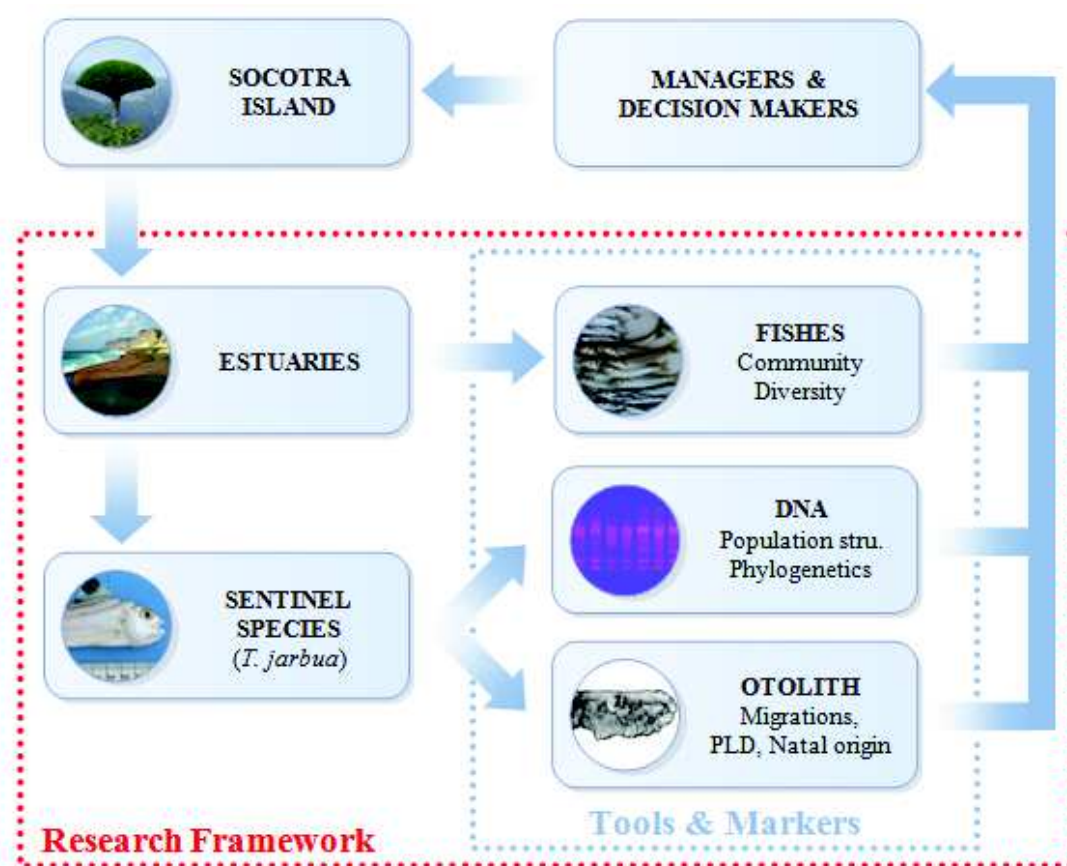 SOCOTRA
ISLAND
MANAGERS &
DECISION MAKERS
ESTUARIES
FISHES
Community
Diversity
SENTINEL
SPECIES
(T. jarbua)
DNA
Population stru.
Phylogenetics
OTOLITH
Migrations,
PLD, Natal origin
Research Framework
Tools & Markers